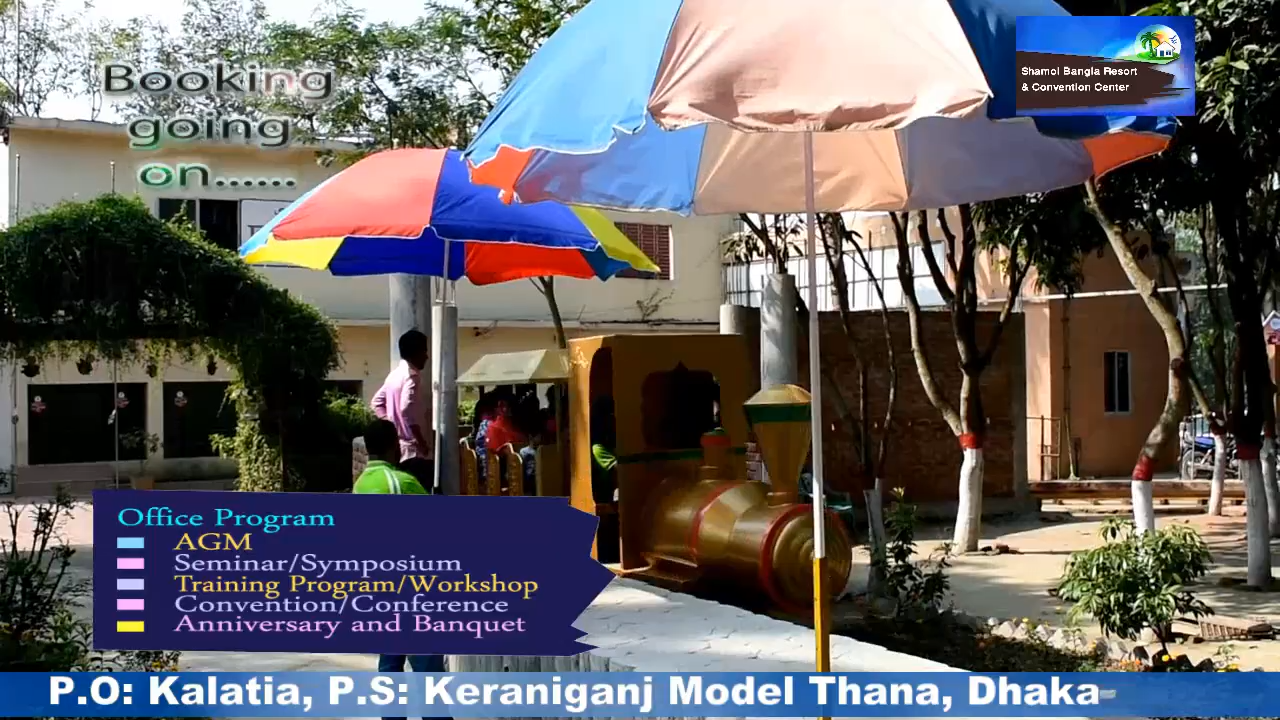 Booking
going
on......
Shamol Bangla Resort
& Convention Center
Office Program
AGM
Seminar/Symposium
Training Program/Workshop
Convention/Conference
Anniversary and Banquet
P.O: Kalatia, P.S: Keraniganj Model Thana, Dhaka-